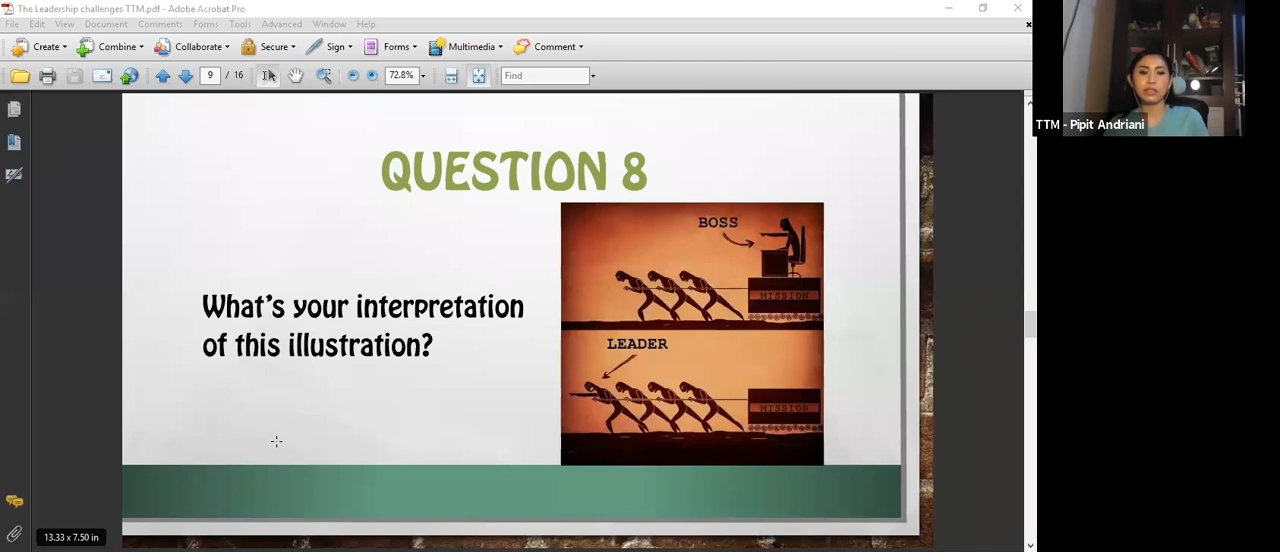 The Leadership challenges TTM.pdf - Adobe Acrobat Pro
File Edit View Document Comments Forms Tools Advanced Window Help
Create Combine Collaborate Secure Sign Forms Multimedia Comment
9 / 16 72.8% Find
TTM - Pipit Andriani
QUESTION 8
What's your interpretation
of this illustration?
BOSS
MISSION
LEADER
MISSION
13.33 x 7.50 in